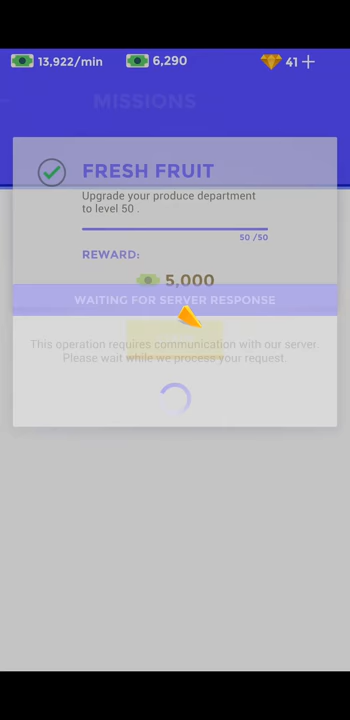 13,922/min
6,290
41
MISSIONS
FRESH FRUIT
Upgrade your produce department
to level 50 .
50 /50
REWARD:
5,000
WAITING FOR SERVER RESPONSE
This operation requires communication with our server.
Please wait while we process your request.